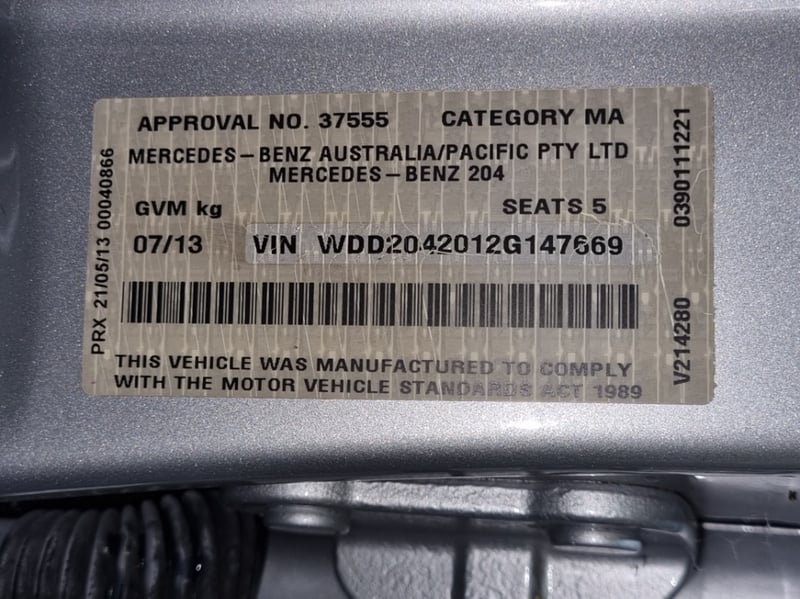 APPROVAL NO. 37555 CATEGORY MA
MERCEDES-BENZ AUSTRALIA/PACIFIC PTY LTD
MERCEDES-BENZ 204
GVM kg SEATS 5
07/13 VIN WDD2042012G147669
THIS VEHICLE WAS MANUFACTURED TO COMPLY
WITH THE MOTOR VEHICLE STANDARDS ACT 1989
PRX 21/05/13 00040866
0390111221
V214280